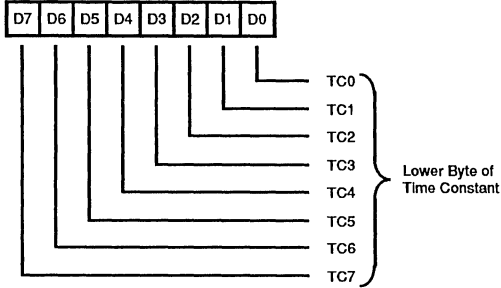 D7 D6 D5 D4 D3 D2 D1 D0
TC0
TC1
TC2
TC3
TC4
TC5
TC6
TC7
Lower Byte of
Time Constant